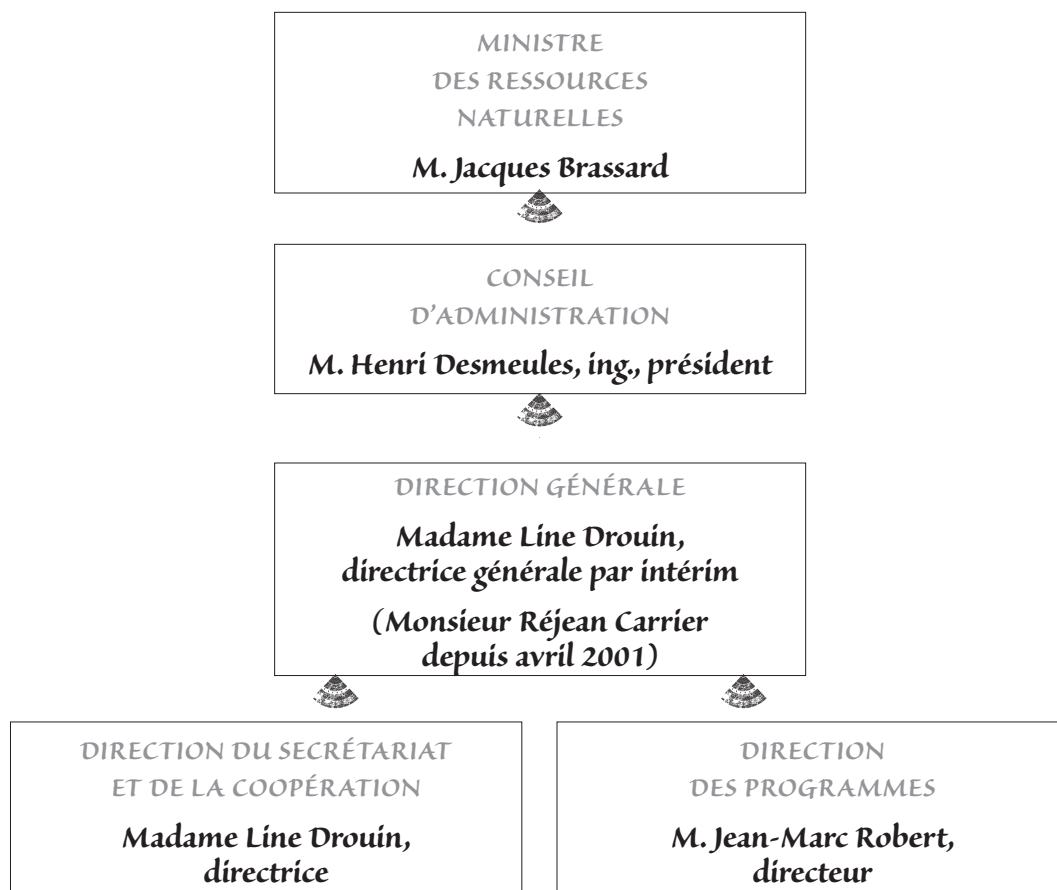 MINISTRE
DES RESSOURCES
NATURELLES
M. Jacques Brassard
CONSEIL
D'ADMINISTRATION
M. Henri Desmeules, ing., président
DIRECTION GÉNÉRALE
Madame Line Drouin,
directrice générale par intérim
(Monsieur Réjean Carrier
depuis avril 2001)
DIRECTION DU SECRÉTARIAT
ET DE LA COOPÉRATION
Madame Line Drouin,
directrice
DIRECTION
DES PROGRAMMES
M. Jean-Marc Robert,
directeur